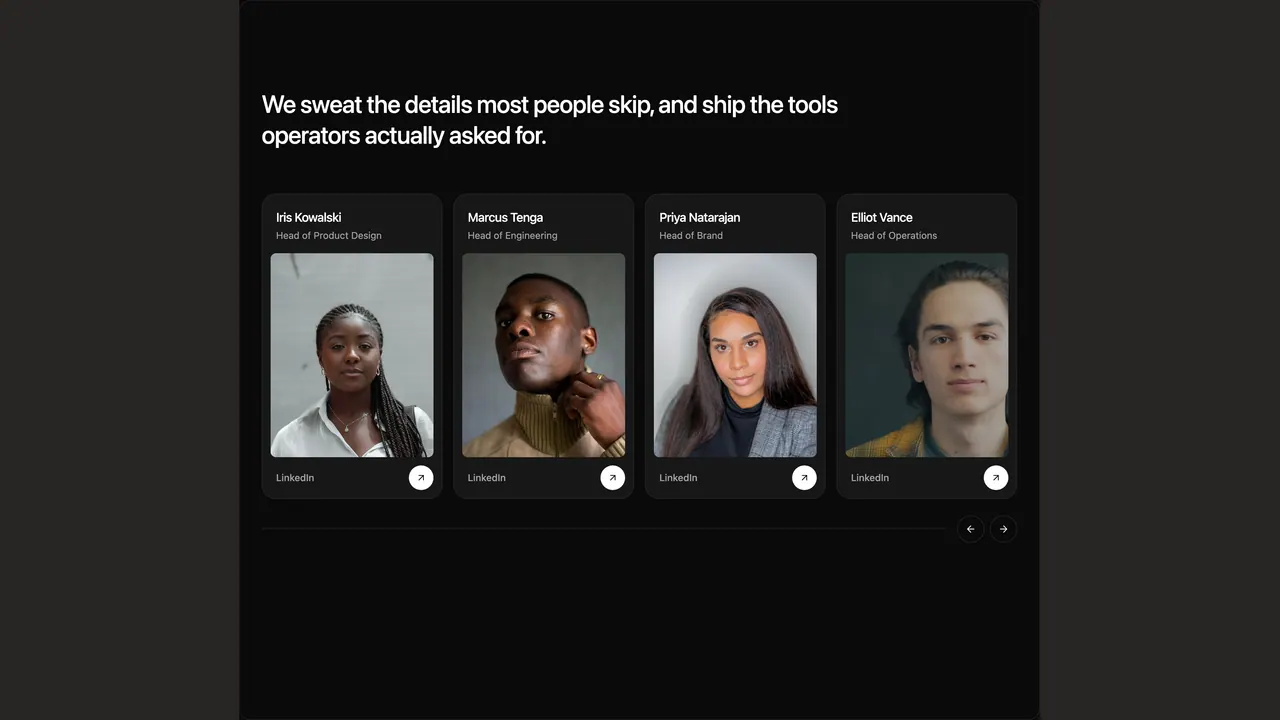 We sweat the details most people skip, and ship the tools
operators actually asked for.
Iris Kowalski
Head of Product Design
LinkedIn
Marcus Tenga
Head of Engineering
LinkedIn
Priya Natarajan
Head of Brand
LinkedIn
Elliot Vance
Head of Operations
LinkedIn